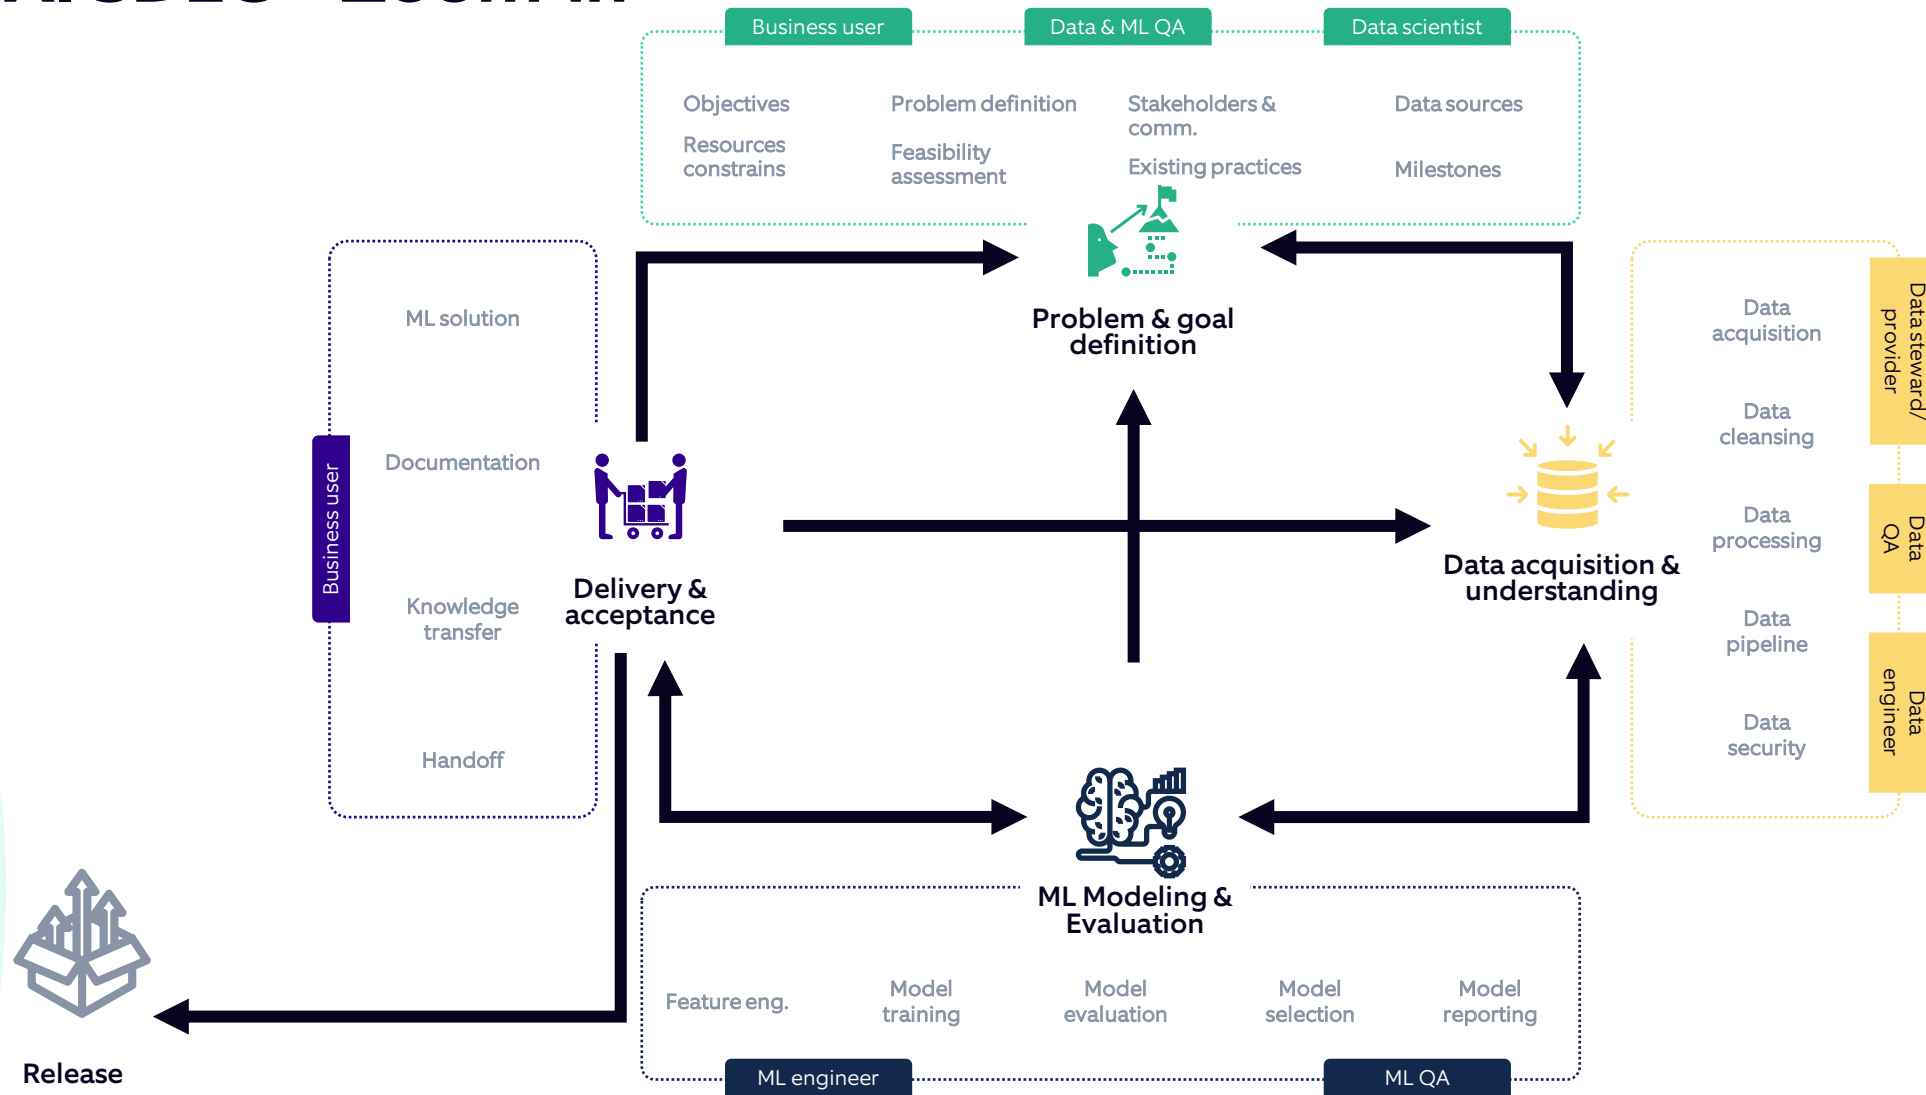 Business user
Data & ML QA
Data scientist
Objectives
Resources
constrains
Problem definition
Feasibility
assessment
Stakeholders &
comm.
Existing practices
Data sources
Milestones
Problem & goal
definition
ML solution
Documentation
Knowledge
transfer
Handoff
Business user
Delivery &
acceptance
Data
acquisition
Data
cleansing
Data
processing
Data
pipeline
Data
security
Data steward/
provider
Data
QA
Data
engineer
Data acquisition &
understanding
ML Modeling &
Evaluation
Feature eng.
Model
training
Model
evaluation
Model
selection
Model
reporting
ML engineer
ML QA
Release